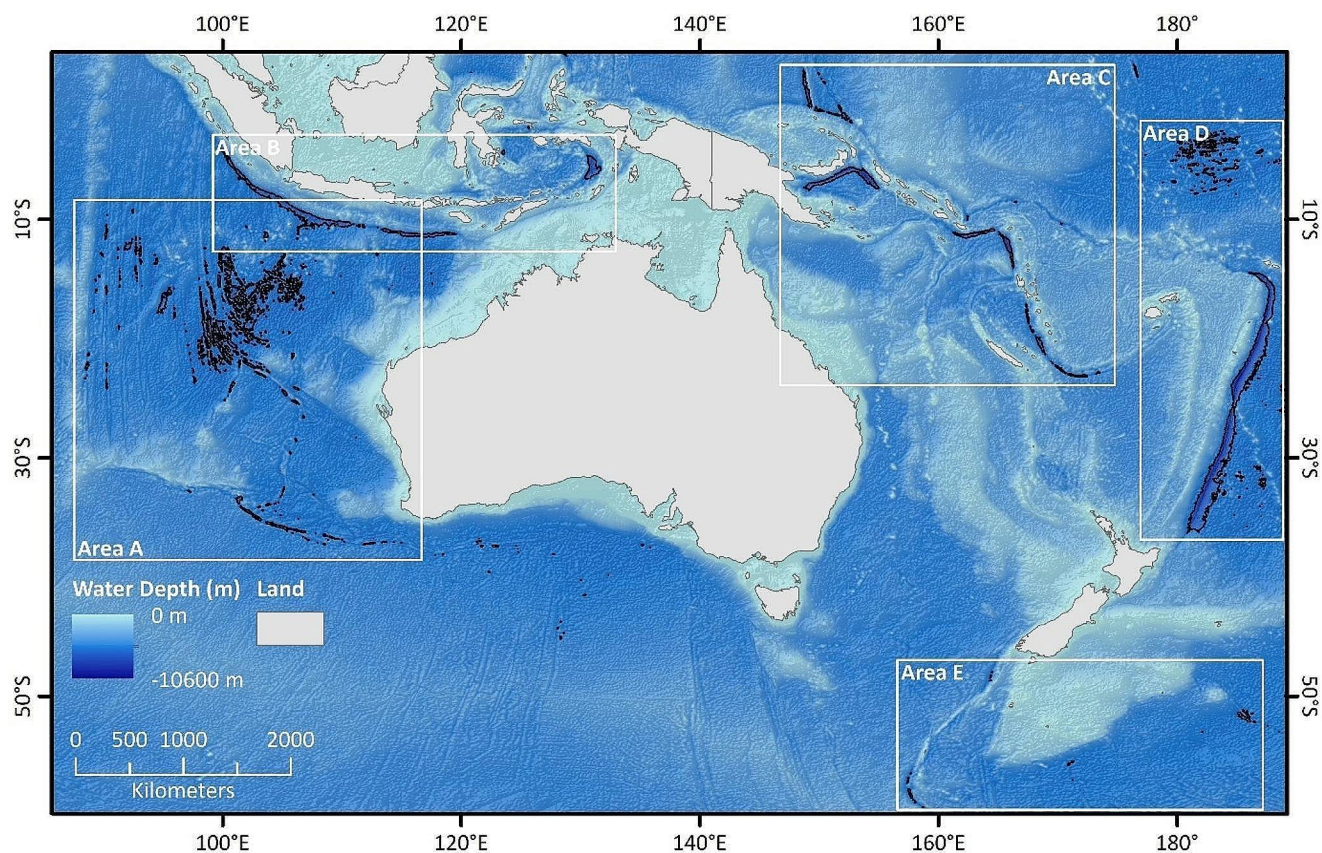 100°E 120°E 140°E 160°E 180°
Area C
Area D
Area B
10°S 10°S
30°S 30°S
Area A
Water Depth (m) Land
0 m
-10600 m
Area E
50°S 50°S
0 500 1000 2000
Kilometers
100°E 120°E 140°E 160°E 180°